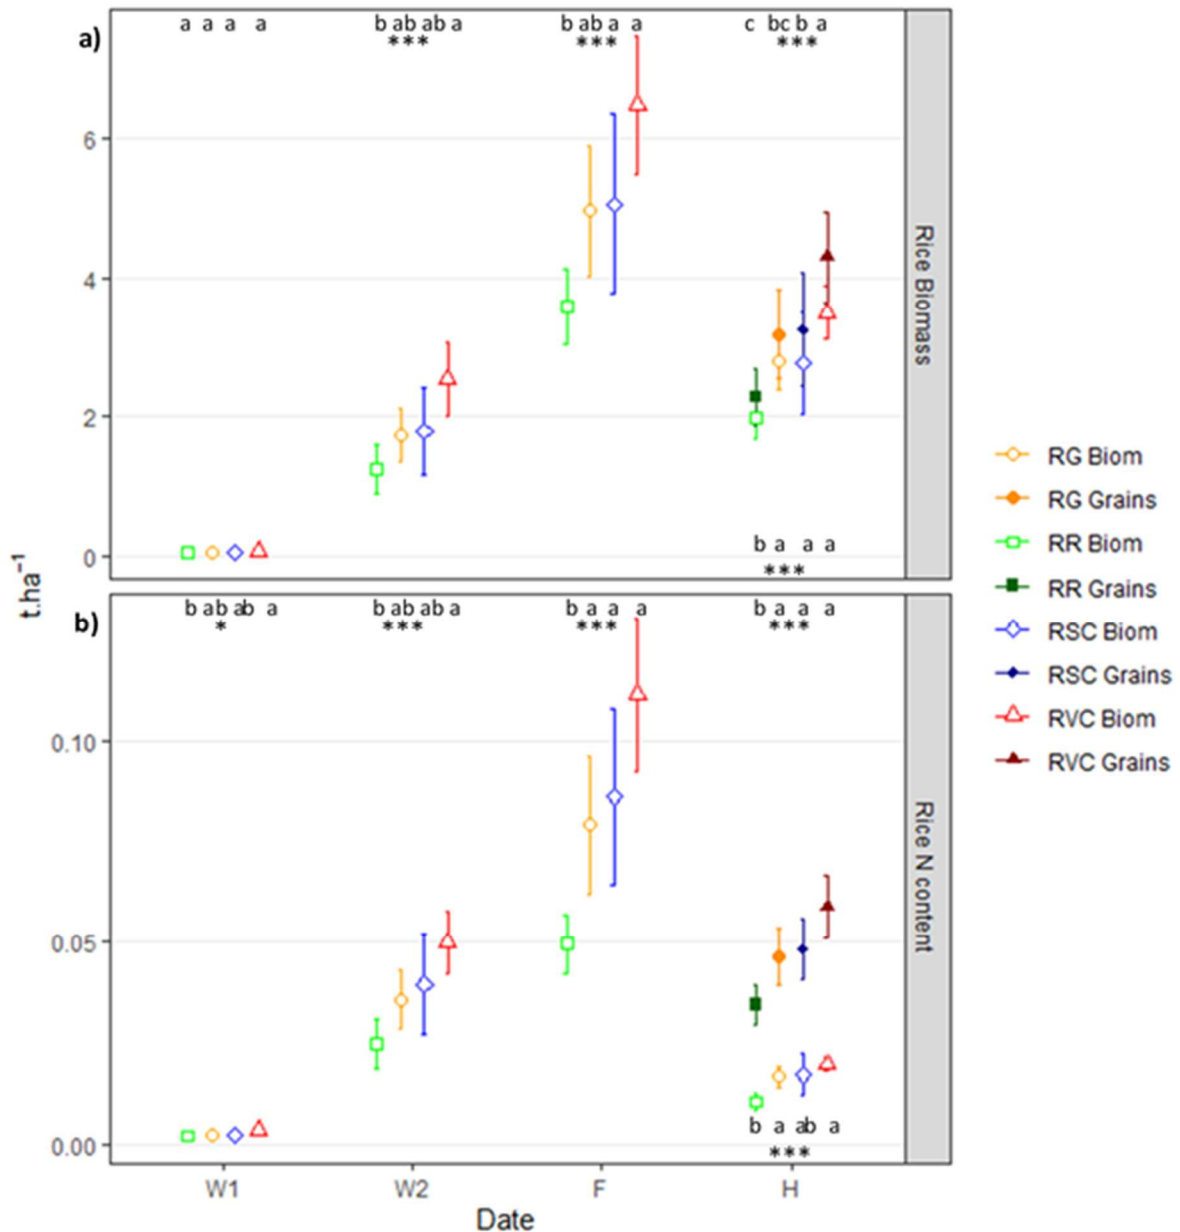 a)
a a a a
b ab ab a
***
b ab a a
***
c bc b a
***
6
4
2
0
b a a a
***
Rice Biomass
t.ha⁻¹
b)
b ab ab a
*
b ab ab a
***
b a a a
***
b a a a
***
0.10
0.05
0.00
b a ab a
***
Rice N content
W1 W2 F H
Date
RG Biom
RG Grains
RR Biom
RR Grains
RSC Biom
RSC Grains
RVC Biom
RVC Grains